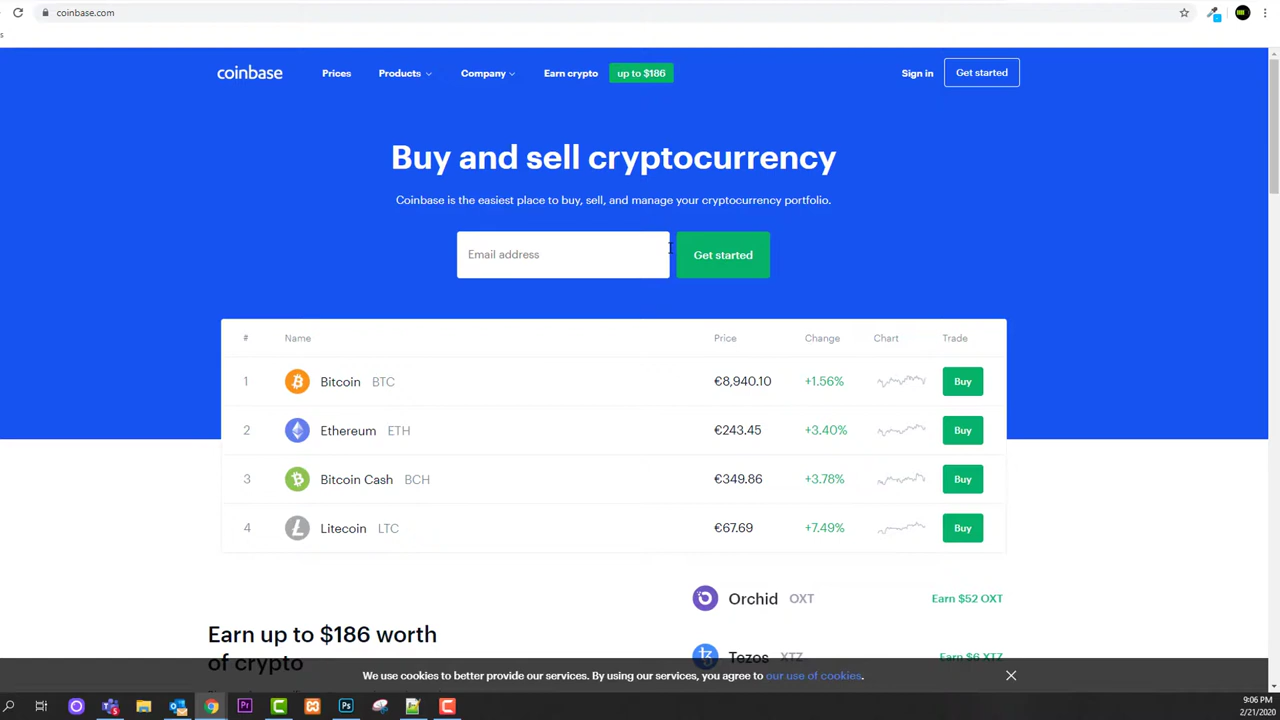 coinbase.com
s
coinbase Prices Products Company Earn crypto up to $186 Sign in Get started
Buy and sell cryptocurrency
Coinbase is the easiest place to buy, sell, and manage your cryptocurrency portfolio.
Email address Get started
# Name Price Change Chart Trade
1 Bitcoin BTC €8,940.10 +1.56% Buy
2 Ethereum ETH €243.45 +3.40% Buy
3 Bitcoin Cash BCH €349.86 +3.78% Buy
4 Litecoin LTC €67.69 +7.49% Buy
Orchid OXT Earn $52 OXT
Earn up to $186 worth
of crypto
Tezos XTZ Earn $6 XTZ
We use cookies to better provide our services. By using our services, you agree to our use of cookies.
Pr Ps
9:06 PM
2/21/2020